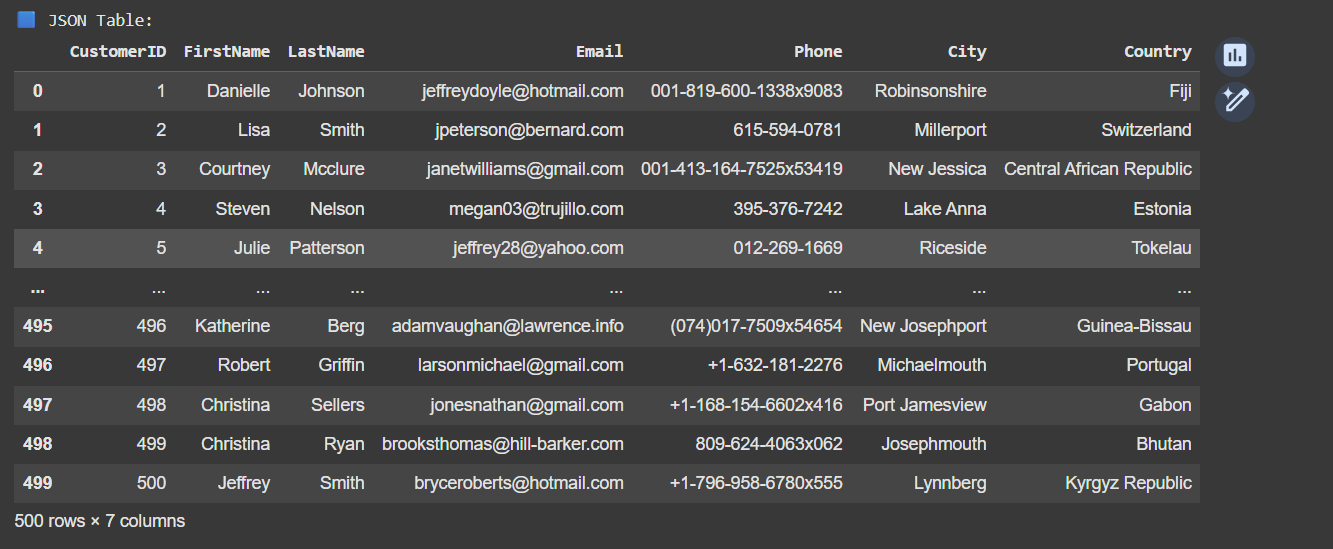 JSON Table:
CustomerID FirstName LastName Email Phone City Country
0 1 Danielle Johnson jeffreydoyle@hotmail.com 001-819-600-1338x9083 Robinsonshire Fiji
1 2 Lisa Smith jpeterson@bernard.com 615-594-0781 Millerport Switzerland
2 3 Courtney Mcclure janetwilliams@gmail.com 001-413-164-7525x53419 New Jessica Central African Republic
3 4 Steven Nelson megan03@trujillo.com 395-376-7242 Lake Anna Estonia
4 5 Julie Patterson jeffrey28@yahoo.com 012-269-1669 Riceside Tokelau
... ... ... ... ... ... ... ...
495 496 Katherine Berg adamvaughan@lawrence.info (074)017-7509x54654 New Josephport Guinea-Bissau
496 497 Robert Griffin larsonmichael@gmail.com +1-632-181-2276 Michaelmouth Portugal
497 498 Christina Sellers jonesnathan@gmail.com +1-168-154-6602x416 Port Jamesview Gabon
498 499 Christina Ryan brooksthomas@hill-barker.com 809-624-4063x062 Josephmouth Bhutan
499 500 Jeffrey Smith bryceroberts@hotmail.com +1-796-958-6780x555 Lynnberg Kyrgyz Republic
500 rows × 7 columns